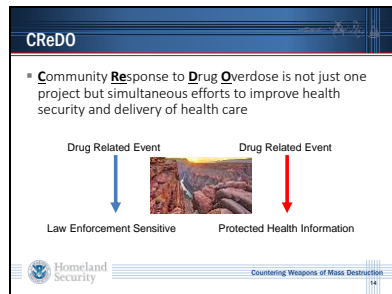 CReDO
▪ Community Response to Drug Overdose is not just one
project but simultaneous efforts to improve health
security and delivery of health care
Drug Related Event
Drug Related Event
Law Enforcement Sensitive
Protected Health Information
Homeland
Security
Countering Weapons of Mass Destruction
14